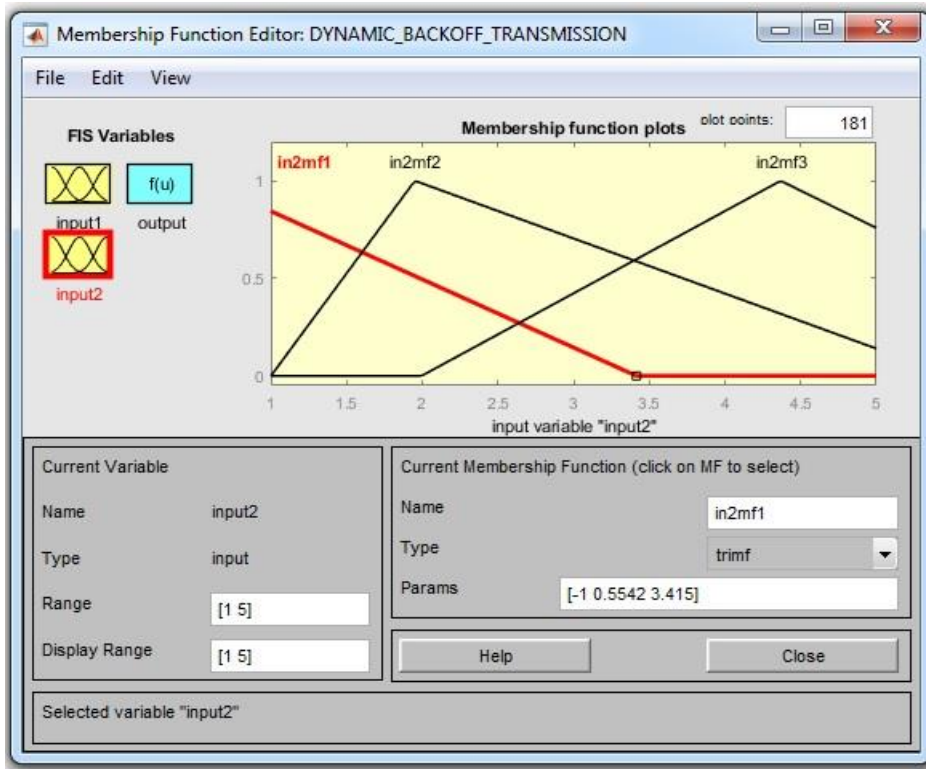 Membership Function Editor: DYNAMIC_BACKOFF_TRANSMISSION
File Edit View
FIS Variables
input1
f(u)
output
input2
Membership function plots
plot points:
181
in2mf1 in2mf2 in2mf3
1
0.5
0
1 1.5 2 2.5 3 3.5 4 4.5 5
input variable "input2"
Current Variable
Name input2
Type input
Range [1 5]
Display Range [1 5]
Current Membership Function (click on MF to select)
Name in2mf1
Type trimf
Params [-1 0.5542 3.415]
Help Close
Selected variable "input2"